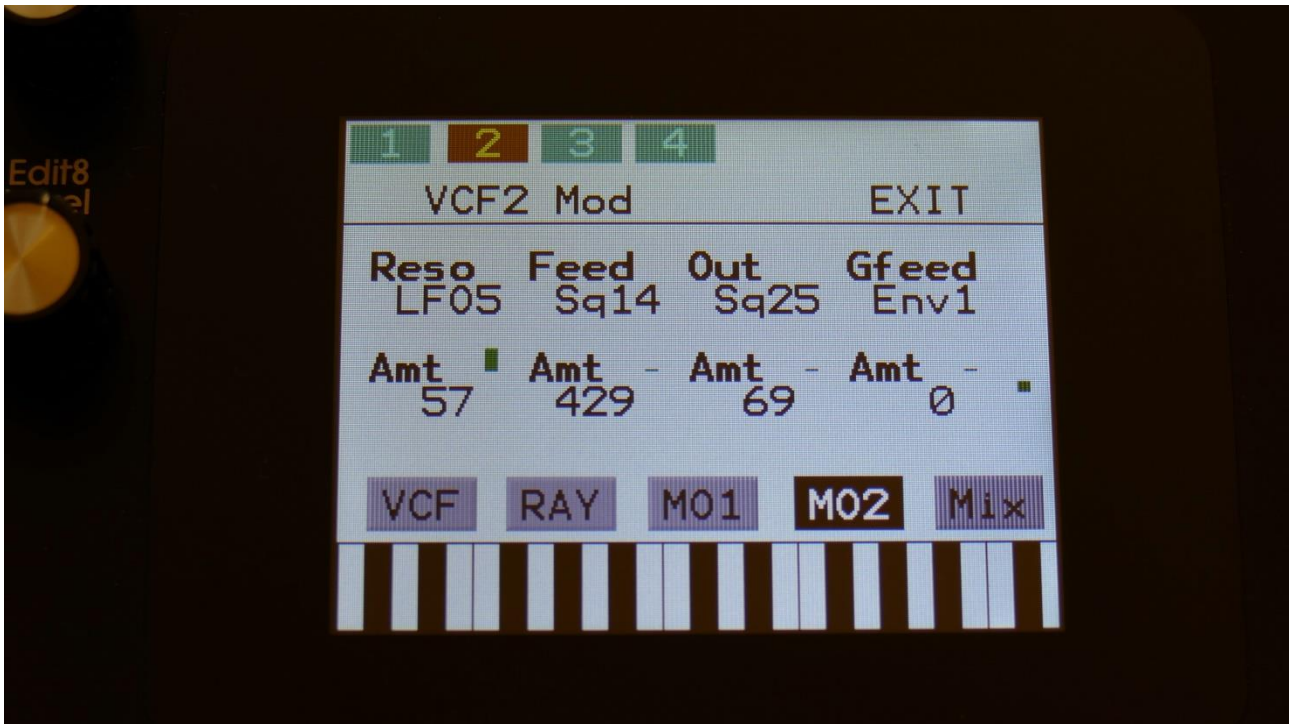 1 2 3 4
Edit8
VCF2 Mod EXIT
Reso Feed Out Gfeed
LFO5 Sq14 Sq25 Env1
Amt Amt Amt Amt
57 429 69 0
VCF RAY MO1 MO2 Mix